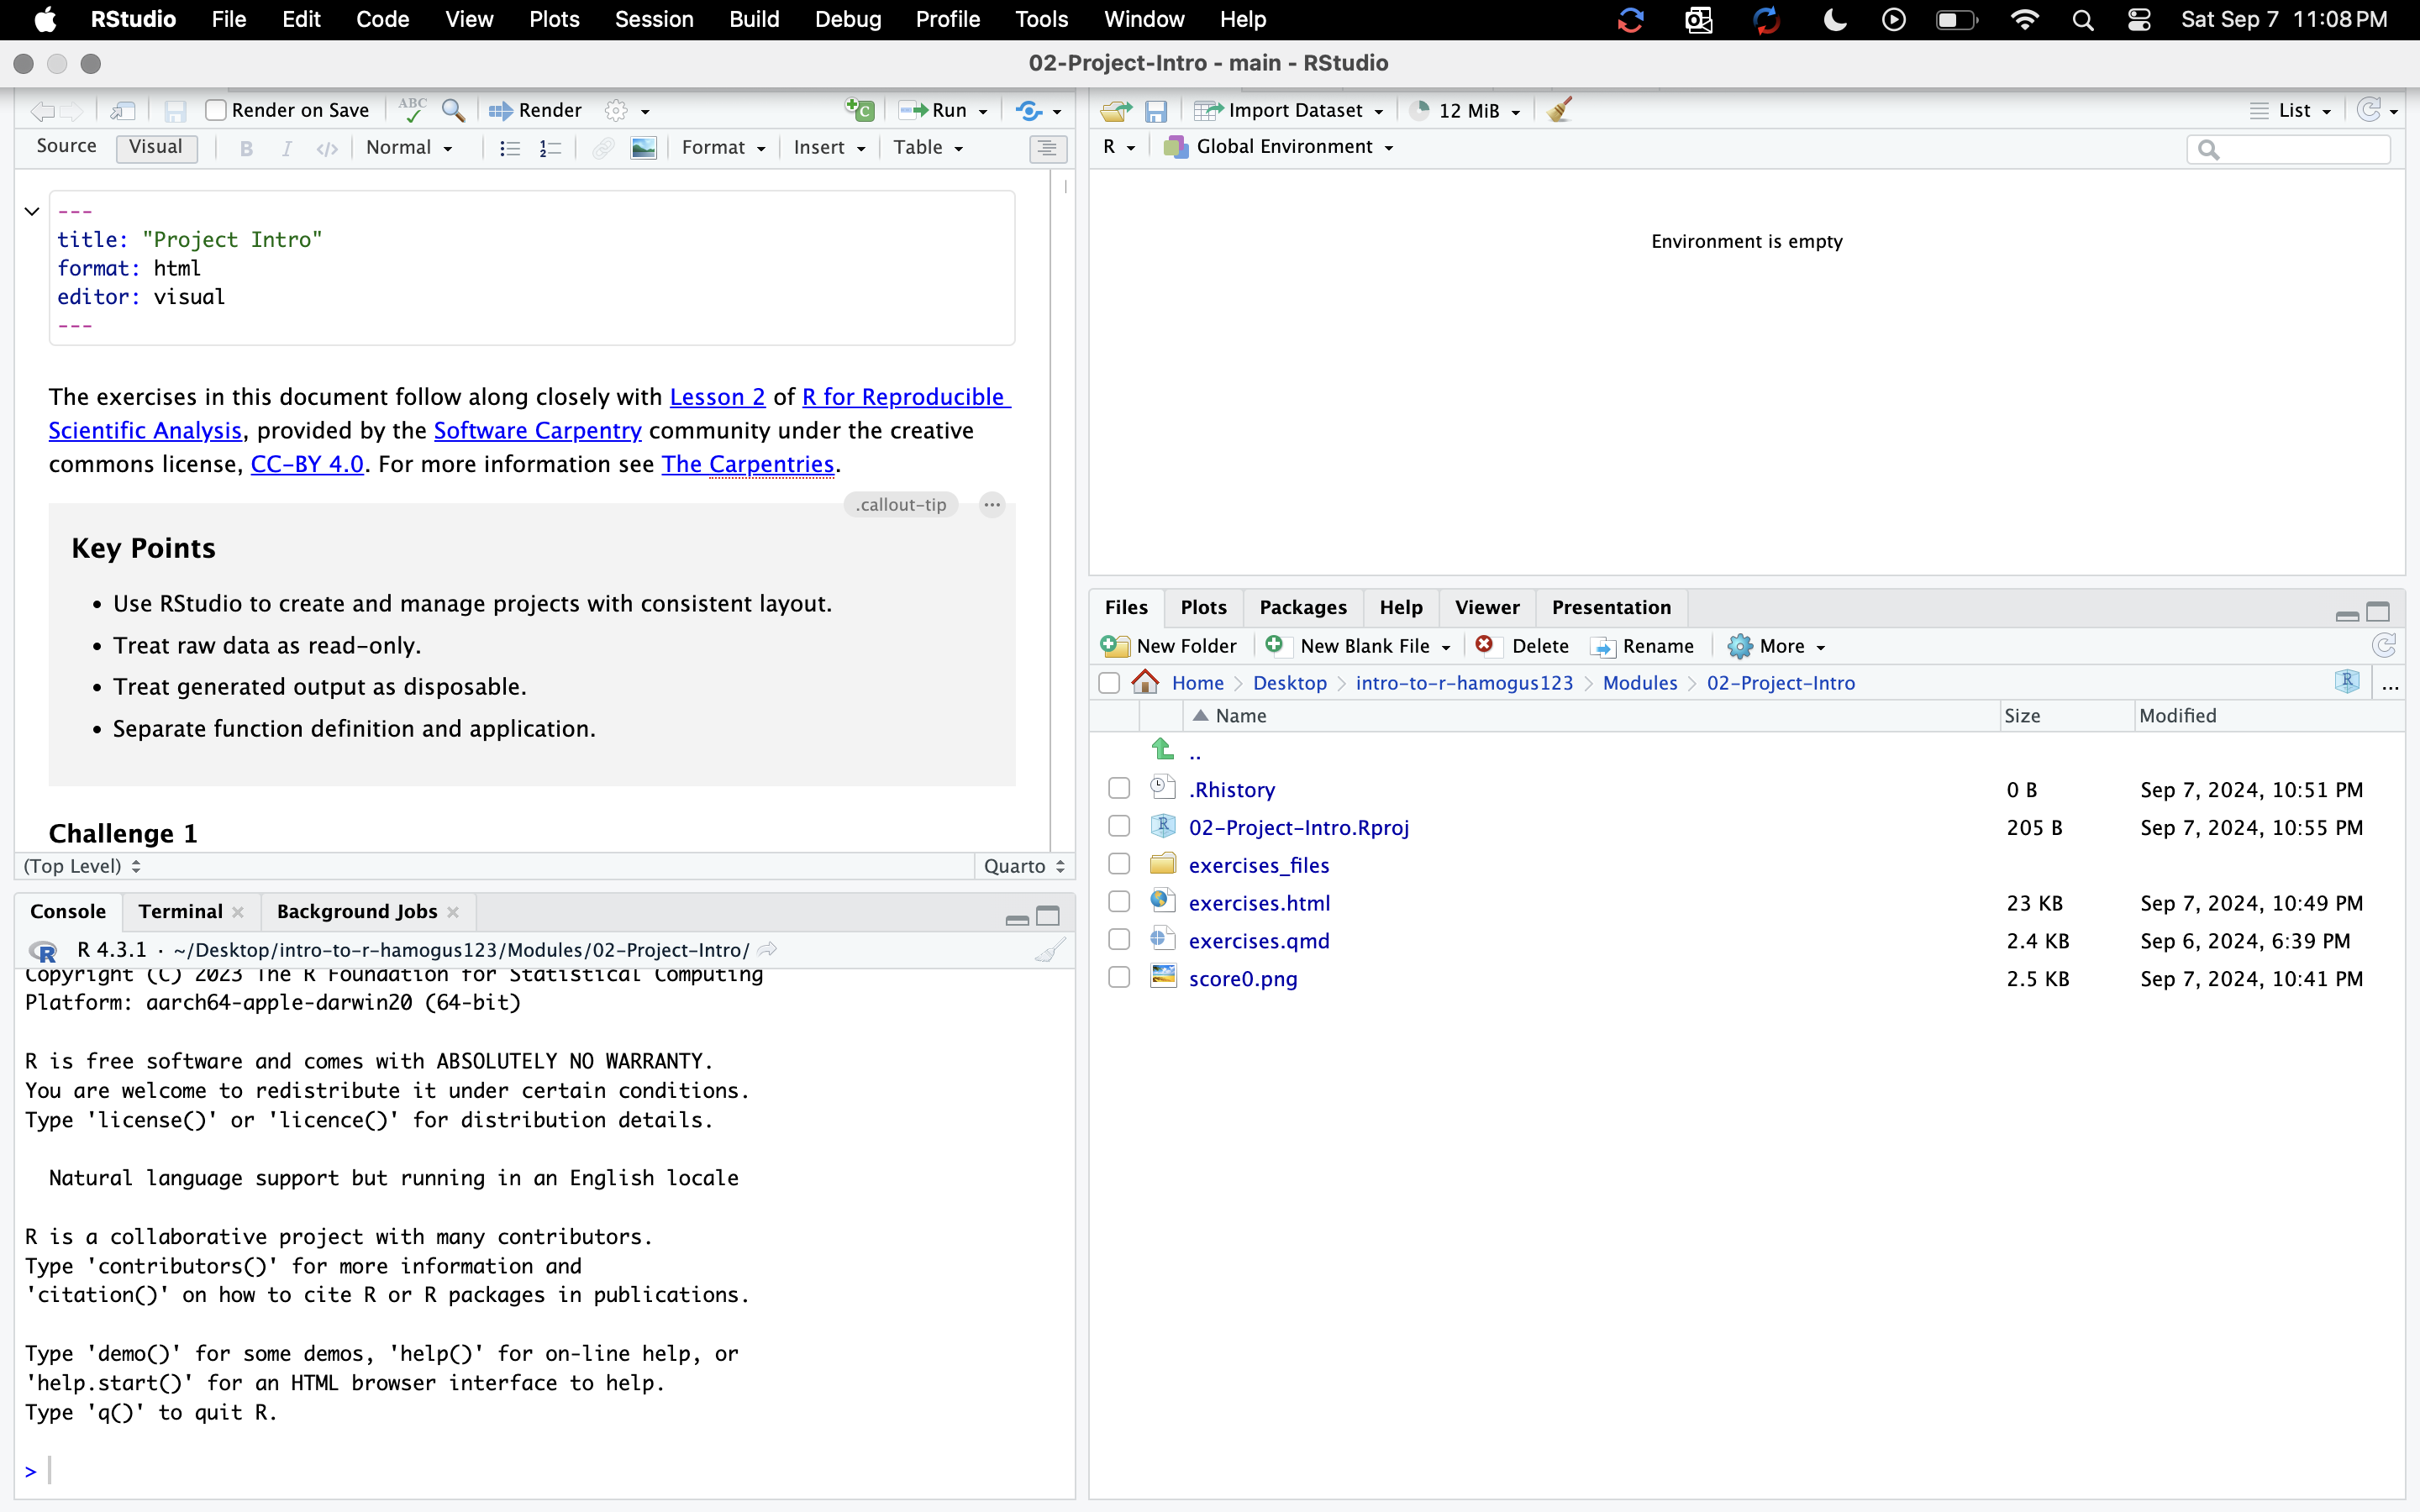 RStudio File Edit Code View Plots Session Build Debug Profile Tools Window Help Sat Sep 7 11:08 PM
02-Project-Intro - main - RStudio
Render on Save ABC Render Run
Source Visual B I </> Normal Format Insert Table
---
title: "Project Intro"
format: html
editor: visual
---
The exercises in this document follow along closely with Lesson 2 of R for Reproducible
Scientific Analysis, provided by the Software Carpentry community under the creative
commons license, CC-BY 4.0. For more information see The Carpentries.
.callout-tip ...
Key Points
• Use RStudio to create and manage projects with consistent layout.
• Treat raw data as read-only.
• Treat generated output as disposable.
• Separate function definition and application.
Challenge 1
(Top Level) Quarto
Console Terminal Background Jobs
R 4.3.1 · ~/Desktop/intro-to-r-hamogus123/Modules/02-Project-Intro/
Copyright (C) 2023 The R Foundation for Statistical Computing
Platform: aarch64-apple-darwin20 (64-bit)
R is free software and comes with ABSOLUTELY NO WARRANTY.
You are welcome to redistribute it under certain conditions.
Type 'license()' or 'licence()' for distribution details.
Natural language support but running in an English locale
R is a collaborative project with many contributors.
Type 'contributors()' for more information and
'citation()' on how to cite R or R packages in publications.
Type 'demo()' for some demos, 'help()' for on-line help, or
'help.start()' for an HTML browser interface to help.
Type 'q()' to quit R.
>
Import Dataset 12 MiB List
R Global Environment
Environment is empty
Files Plots Packages Help Viewer Presentation
New Folder New Blank File Delete Rename More
Home Desktop intro-to-r-hamogus123 Modules 02-Project-Intro R ...
Name Size Modified
..
.Rhistory 0 B Sep 7, 2024, 10:51 PM
02-Project-Intro.Rproj 205 B Sep 7, 2024, 10:55 PM
exercises_files
exercises.html 23 KB Sep 7, 2024, 10:49 PM
exercises.qmd 2.4 KB Sep 6, 2024, 6:39 PM
score0.png 2.5 KB Sep 7, 2024, 10:41 PM